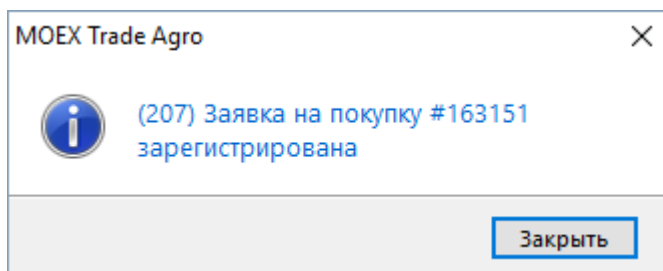 MOEX Trade Agro
(207) Заявка на покупку #163151
зарегистрирована
Закрыть